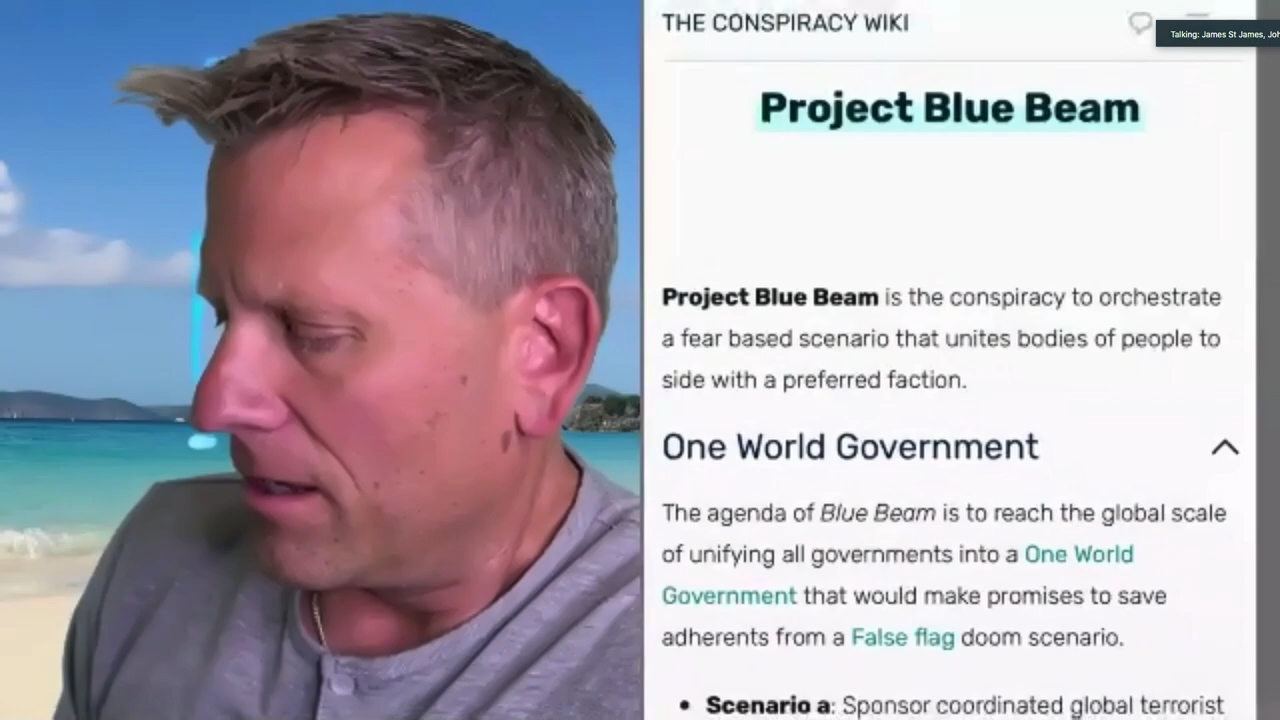 THE CONSPIRACY WIKI
Talking: James St James, Joh
Project Blue Beam
Project Blue Beam is the conspiracy to orchestrate
a fear based scenario that unites bodies of people to
side with a preferred faction.
One World Government
The agenda of Blue Beam is to reach the global scale
of unifying all governments into a One World
Government that would make promises to save
adherents from a False flag doom scenario.
• Scenario a: Sponsor coordinated global terrorist